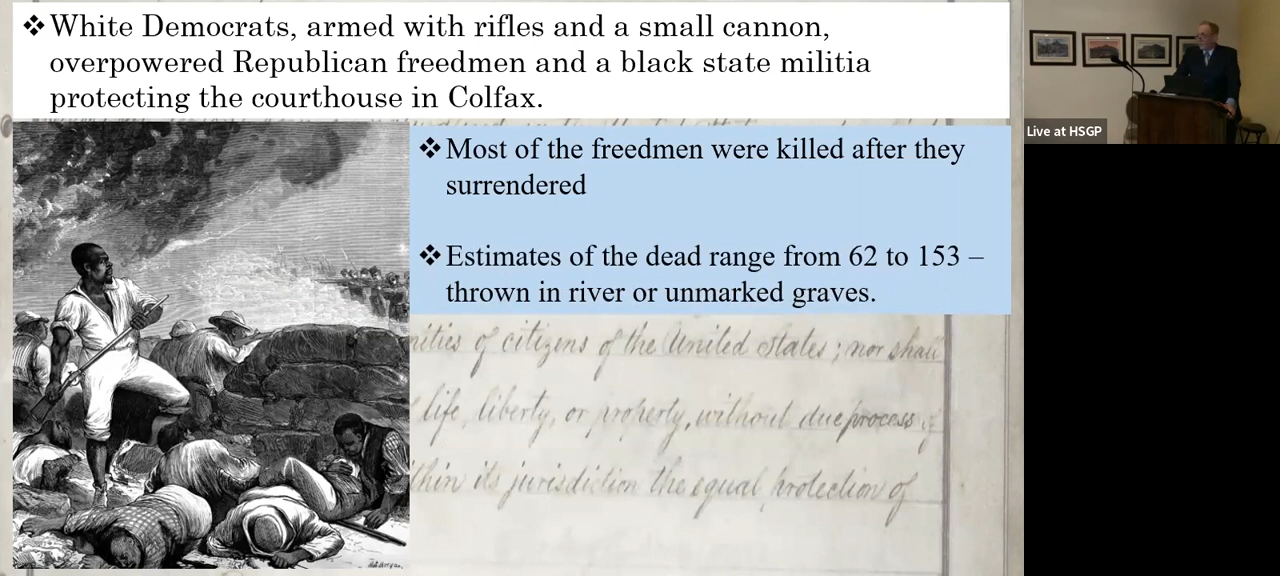 ❖White Democrats, armed with rifles and a small cannon,
overpowered Republican freedmen and a black state militia
protecting the courthouse in Colfax.
❖Most of the freedmen were killed after they
surrendered
❖Estimates of the dead range from 62 to 153 –
thrown in river or unmarked graves.
of citizens of the United States; nor shall
life, liberty, or property, without due process of
its jurisdiction the equal protection of
Live at HSGP